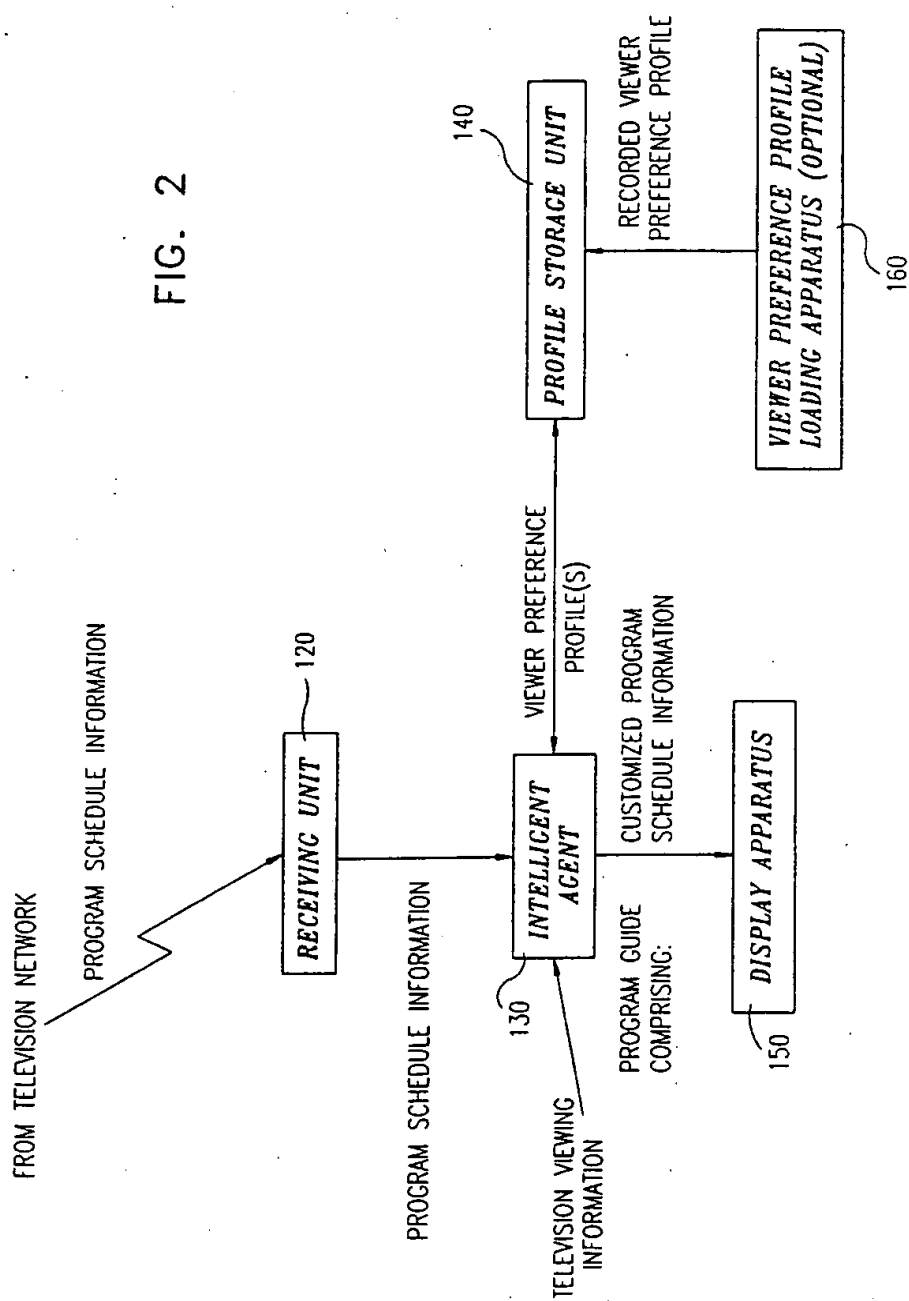 FIG. 2
FROM TELEVISION NETWORK
PROGRAM SCHEDULE INFORMATION
120
RECEIVING UNIT
PROGRAM SCHEDULE INFORMATION
TELEVISION VIEWING
INFORMATION
130
INTELLIGENT
AGENT
VIEWER PREFERENCE
PROFILE(S)
140
PROFILE STORAGE UNIT
RECORDED VIEWER
PREFERENCE PROFILE
PROGRAM GUIDE
COMPRISING:
CUSTOMIZED PROGRAM
SCHEDULE INFORMATION
150
DISPLAY APPARATUS
VIEWER PREFERENCE PROFILE
LOADING APPARATUS (OPTIONAL)
160